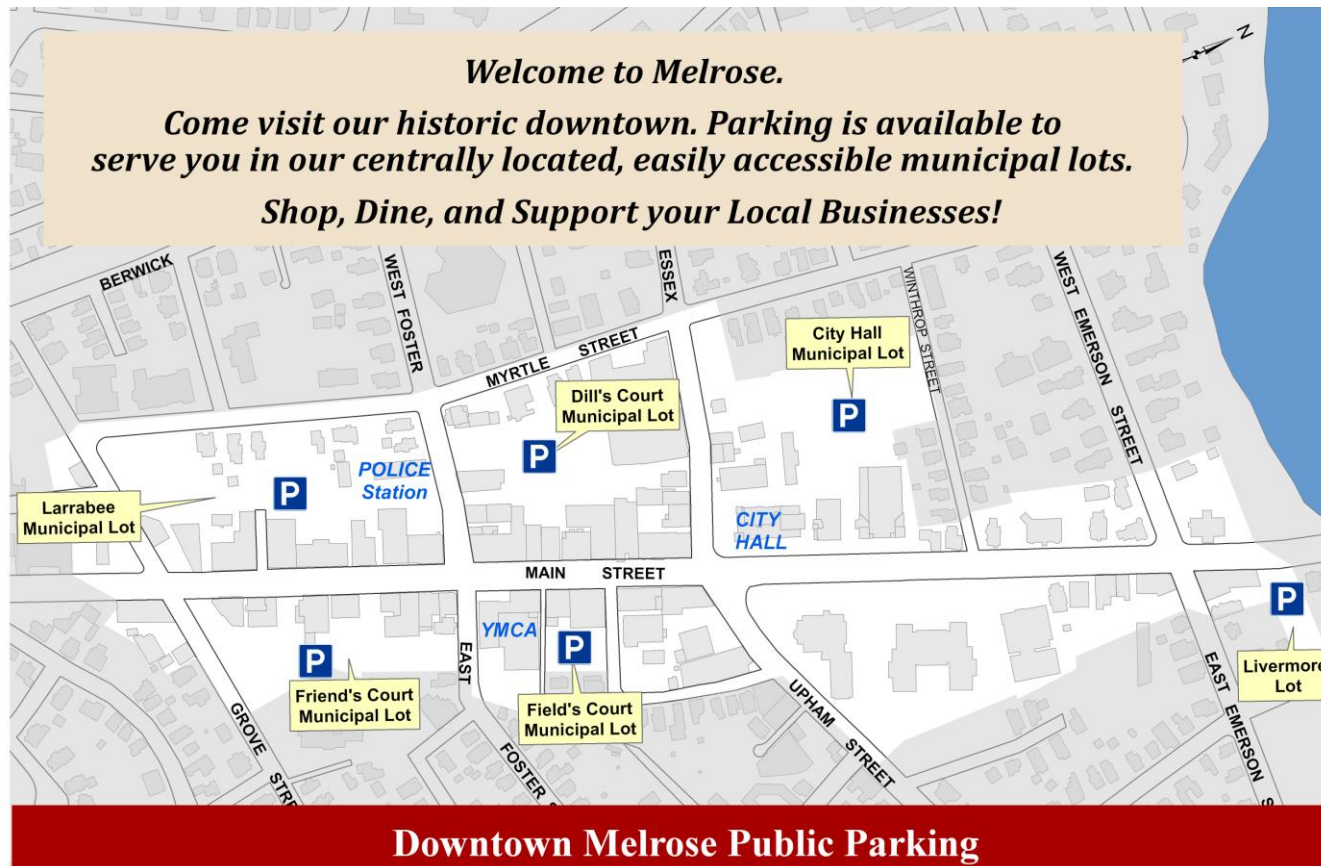 Welcome to Melrose.
Come visit our historic downtown. Parking is available to
serve you in our centrally located, easily accessible municipal lots.
Shop, Dine, and Support your Local Businesses!
N
BERWICK
WEST FOSTER
ESSEX
WINTHROP STREET
WEST EMERSON STREET
MYRTLE STREET
City Hall
Municipal Lot
P
Dill's Court
Municipal Lot
P
POLICE
Station
P
Larrabee
Municipal Lot
CITY
HALL
MAIN STREET
YMCA
P
Field's Court
Municipal Lot
P
Friend's Court
Municipal Lot
P
Livermore
Lot
EAST
FOSTER
GROVE
UPHAM STREET
EAST EMERSON
Downtown Melrose Public Parking